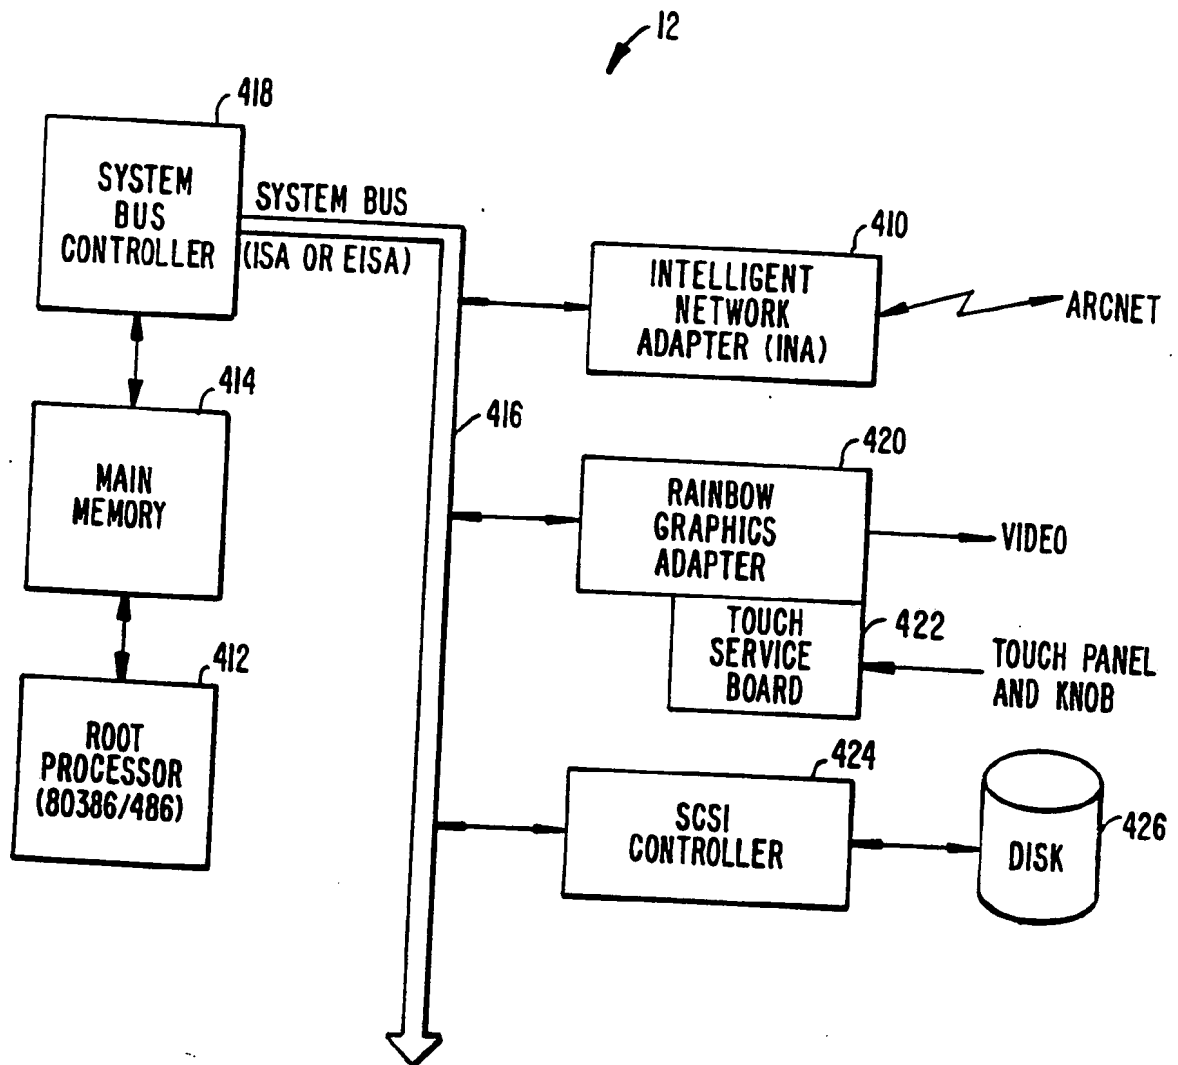 12
418
SYSTEM
BUS
CONTROLLER
SYSTEM BUS
(ISA OR EISA)
410
INTELLIGENT
NETWORK
ADAPTER (INA)
ARCNET
414
MAIN
MEMORY
416
420
RAINBOW
GRAPHICS
ADAPTER
VIDEO
TOUCH
SERVICE
BOARD
422
TOUCH PANEL
AND KNOB
412
ROOT
PROCESSOR
(80386/486)
424
SCSI
CONTROLLER
DISK
426